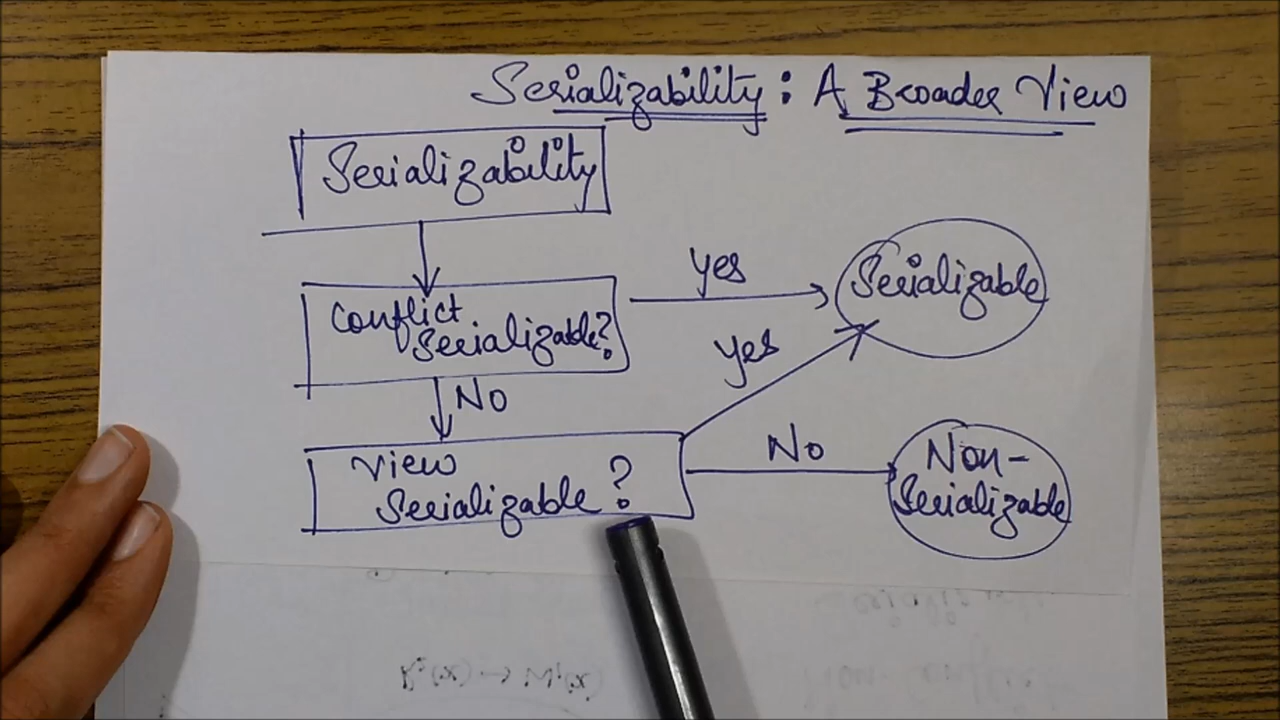 Serializability: A Broader View
Serializability
Conflict
Serializable?
Yes
Serializable
Yes
No
View
Serializable?
No
Non-
Serializable